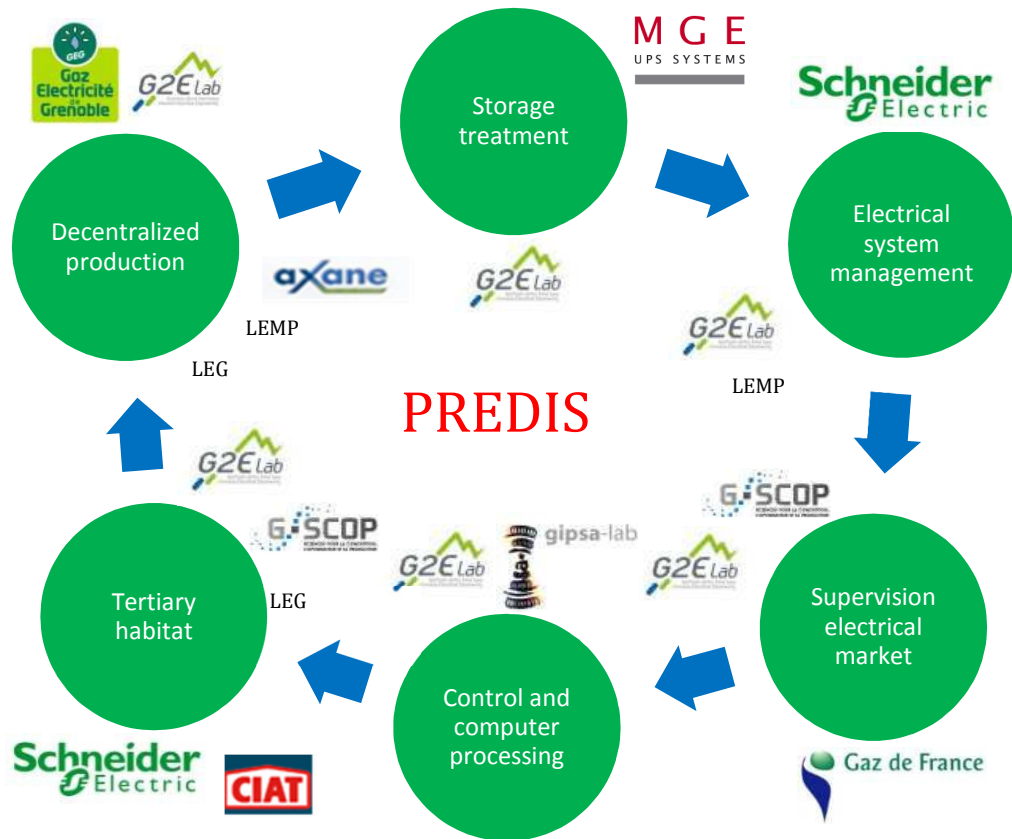 GEG
Gaz
Electricité
de
Grenoble
G2ELab
MGE
UPS SYSTEMS
Schneider
Electric
Storage
treatment
Decentralized
production
Electrical
system
management
axane
G2ELab
G2ELab
LEMP
LEG
LEMP
PREDIS
G2ELab
G-SCOP
G-SCOP
gipsa-lab
G2ELab
G2ELab
LEG
Tertiary
habitat
Supervision
electrical
market
Control and
computer
processing
Schneider
Electric
CIAT
Gaz de France